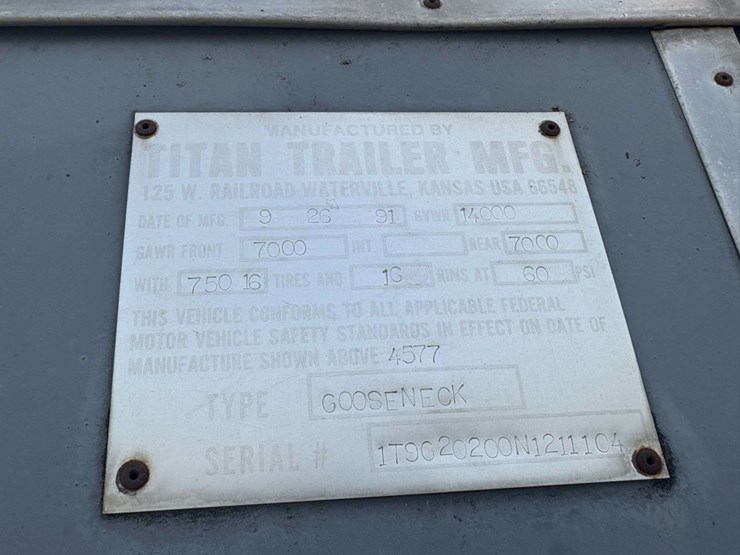 MANUFACTURED BY
TITAN TRAILER MFG.
125 W. RAILROAD-WATERVILLE, KANSAS USA 66548
DATE OF MFG. 9 26 91 GVWR 14000
GAWR FRONT 7000 INT. REAR 7000
WITH 750 16 TIRES AND 16 RIMS AT 60 PSI
THIS VEHICLE CONFORMS TO ALL APPLICABLE FEDERAL
MOTOR VEHICLE SAFETY STANDARDS IN EFFECT ON DATE OF
MANUFACTURE SHOWN ABOVE 4577
TYPE GOOSENECK
SERIAL # 1T9G20200N1211104